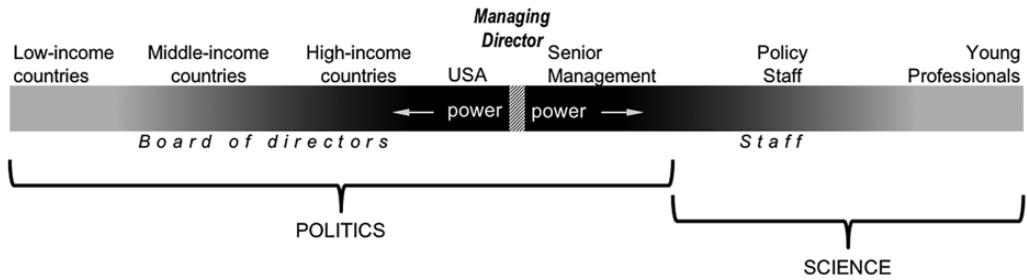 Managing
Director
Low-income
countries
Middle-income
countries
High-income
countries
USA
Senior
Management
Policy
Staff
Young
Professionals
power
power
Board of directors
Staff
POLITICS
SCIENCE